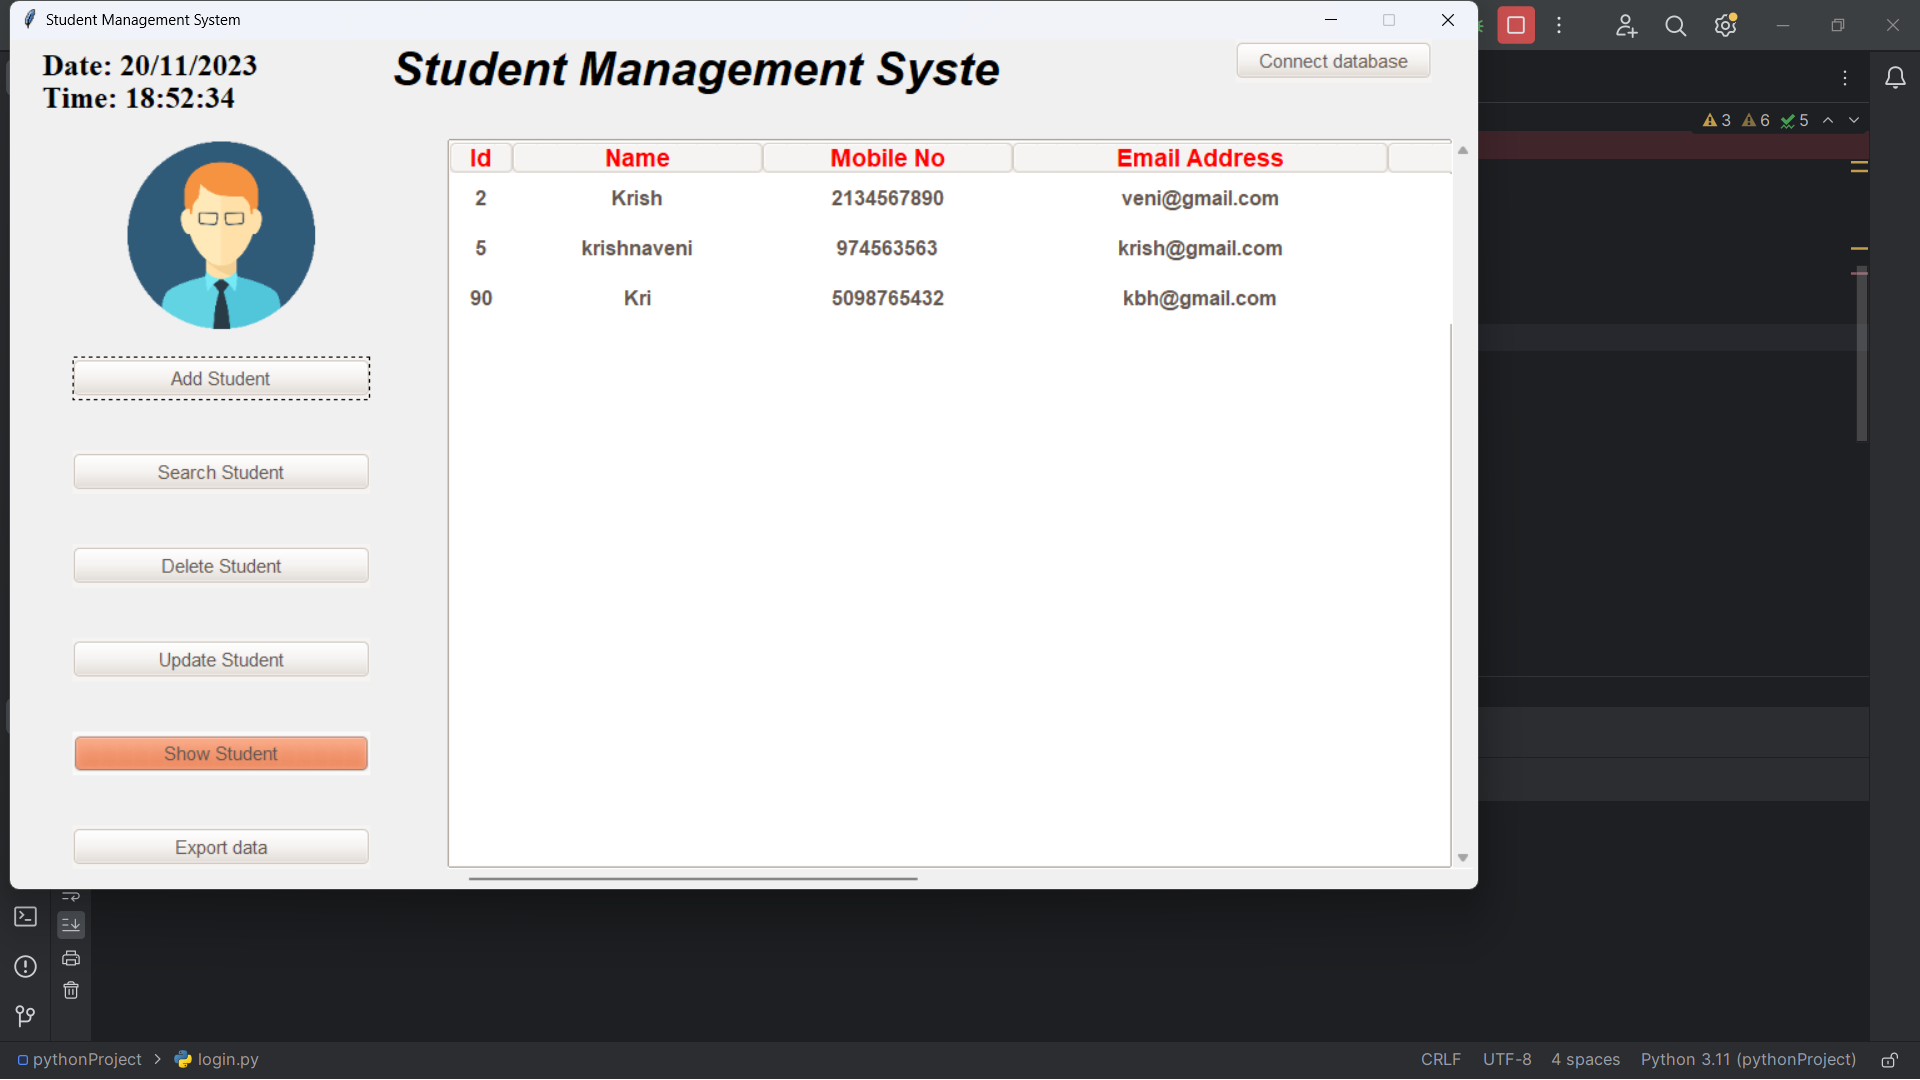 Student Management System
Date: 20/11/2023
Time: 18:52:34
Student Management Syste
Connect database
3 6 5
Id Name Mobile No Email Address
2 Krish 2134567890 veni@gmail.com
5 krishnaveni 974563563 krish@gmail.com
90 Kri 5098765432 kbh@gmail.com
Add Student
Search Student
Delete Student
Update Student
Show Student
Export data
pythonProject > login.py
CRLF UTF-8 4 spaces Python 3.11 (pythonProject)